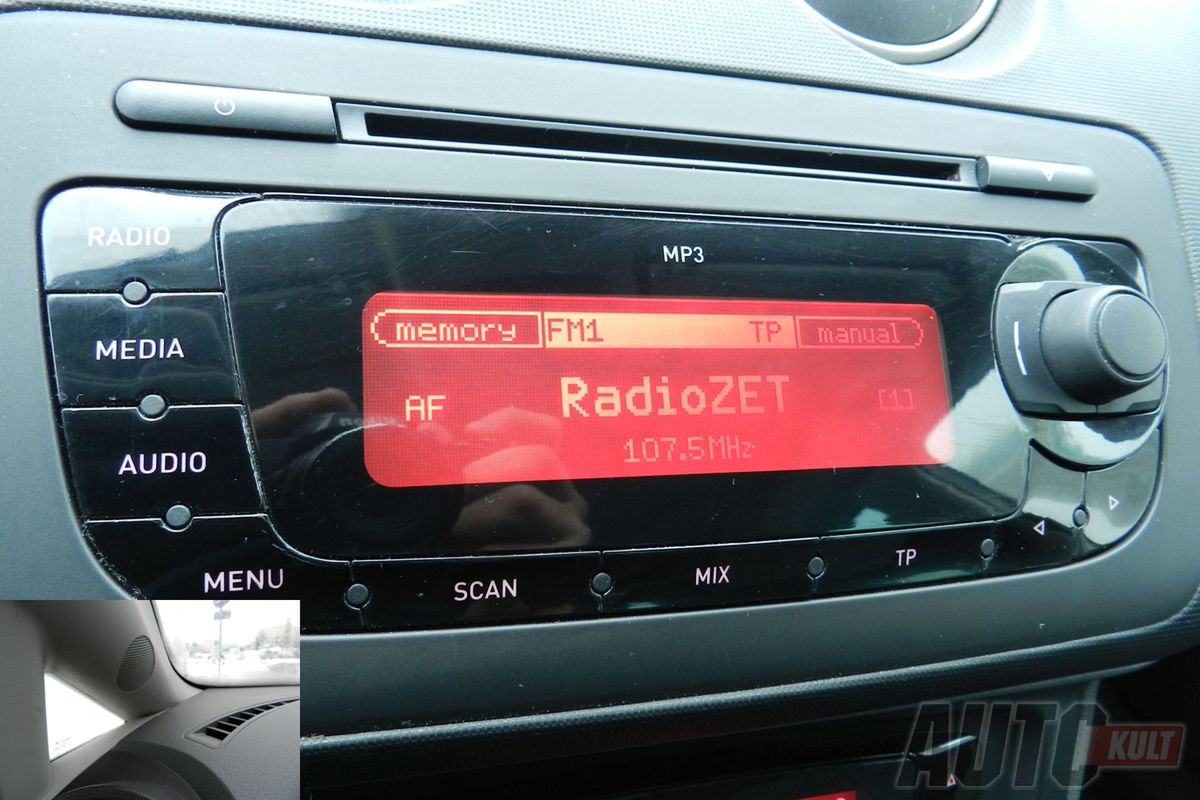 RADIO
MP3
memory FM1 TP manual
MEDIA
AF RadioZET [1]
107.5MHz
AUDIO
MENU SCAN MIX TP
AUTO
KULT